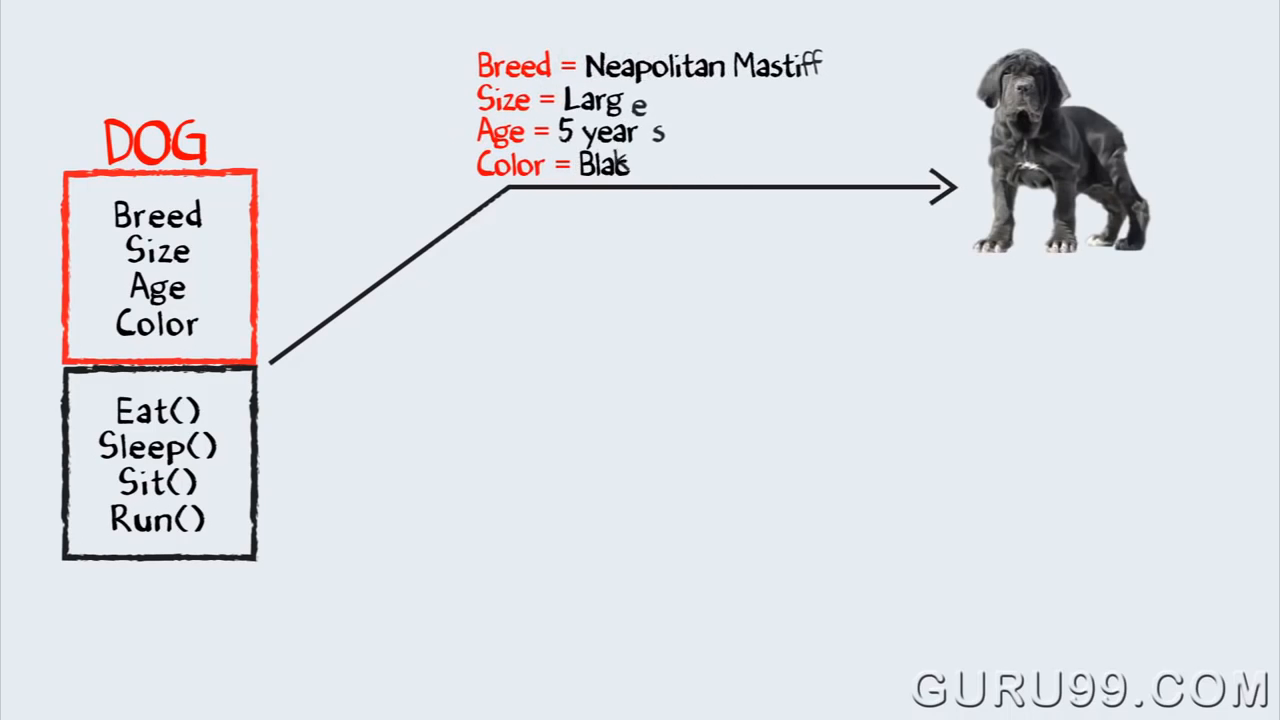 Breed = Neapolitan Mastiff
Size = Large
Age = 5 years
Color =
DOG
Breed
Size
Age
Color
Eat()
Sleep()
Sit()
Run()
GURU99.COM